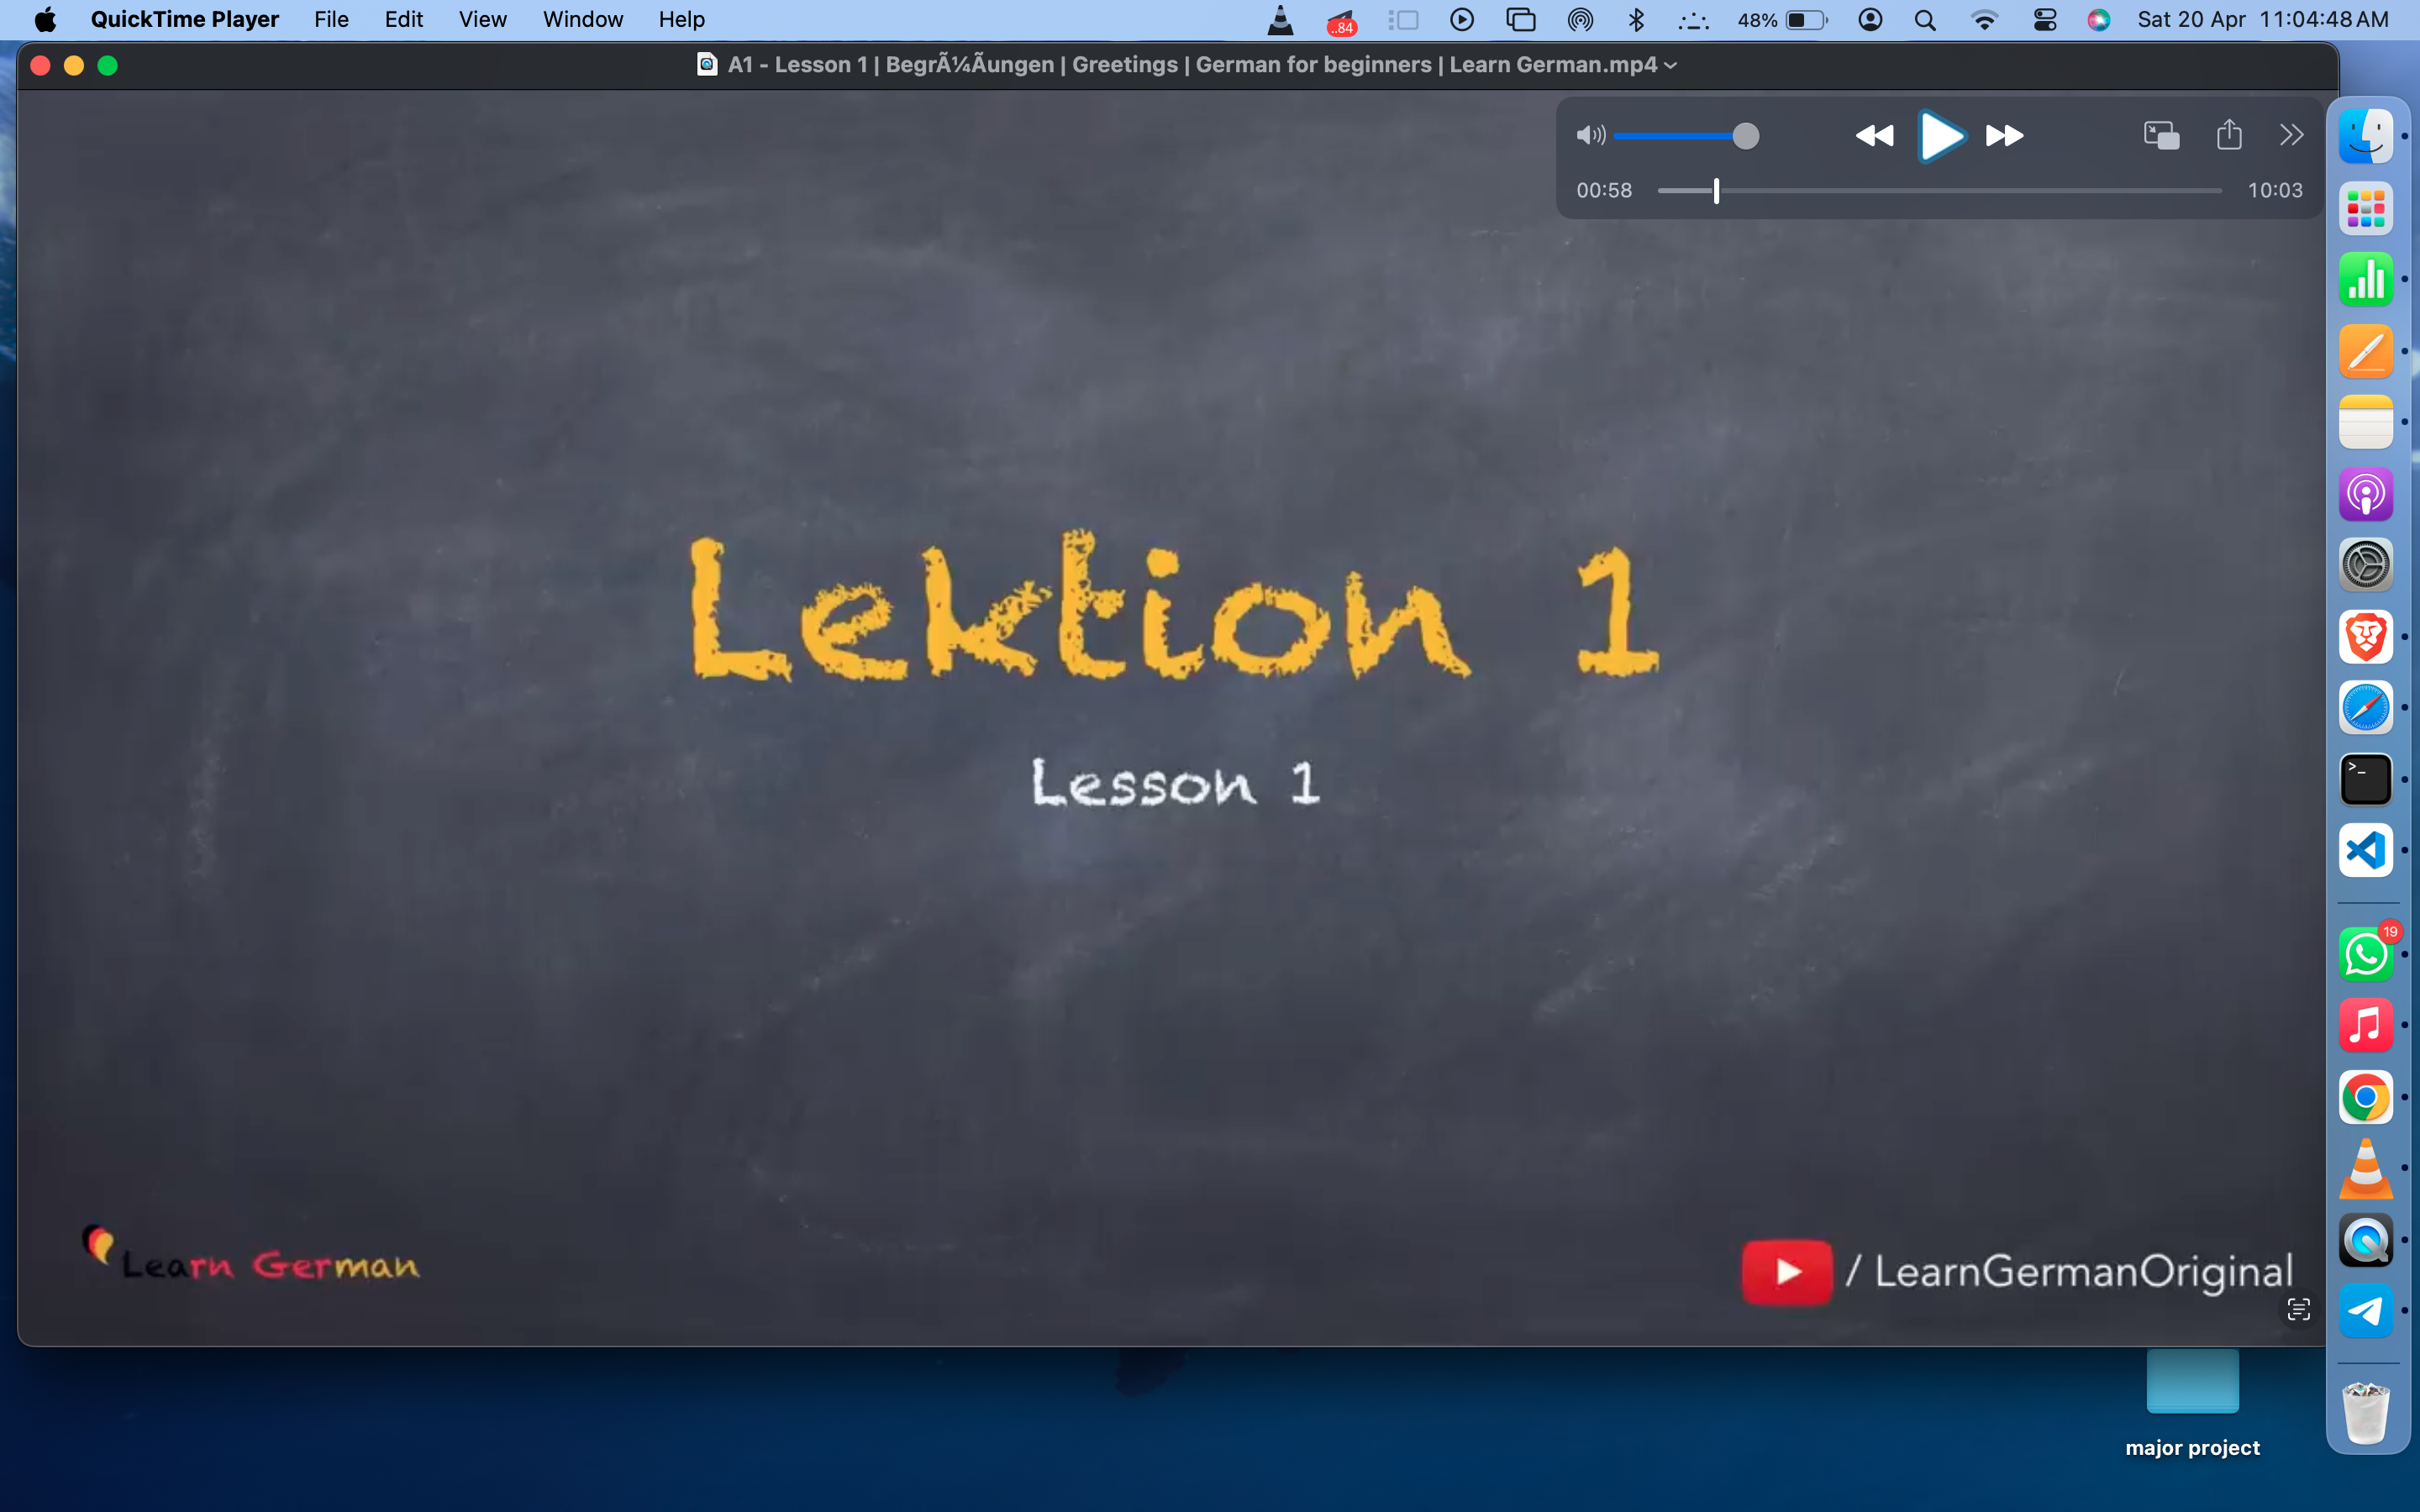 QuickTime Player File Edit View Window Help ..84 48% Sat 20 Apr 11:04:48 AM
A1 - Lesson 1 | BegrÃ¼Ãungen | Greetings | German for beginners | Learn German.mp4
00:58 10:03
Lektion 1
Lesson 1
>_
19
Learn German
/ LearnGermanOriginal
major project